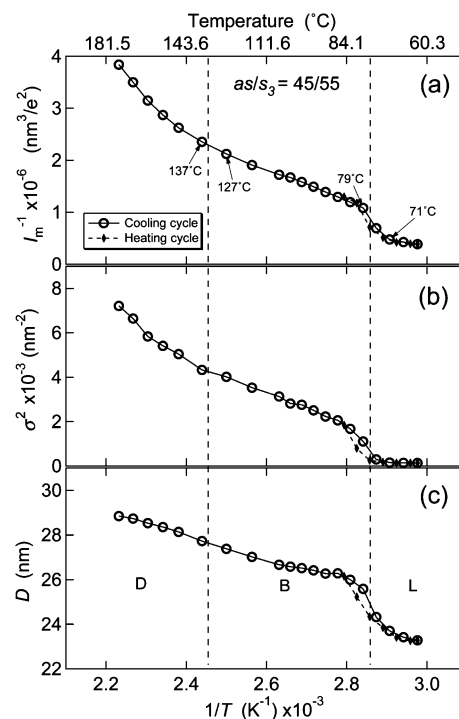 Temperature (˚C)
181.5 143.6 111.6 84.1 60.3
as/s₃ = 45/55
(a)
4
3
2
1
0
I_m⁻¹ x10⁻⁶ (nm³/e²)
137˚C
127˚C
79˚C
71˚C
Cooling cycle
Heating cycle
(b)
8
6
4
2
0
σ² x10⁻³ (nm⁻²)
(c)
30
28
26
24
22
D (nm)
D B L
2.2 2.4 2.6 2.8 3.0
1/T (K⁻¹) x10⁻³